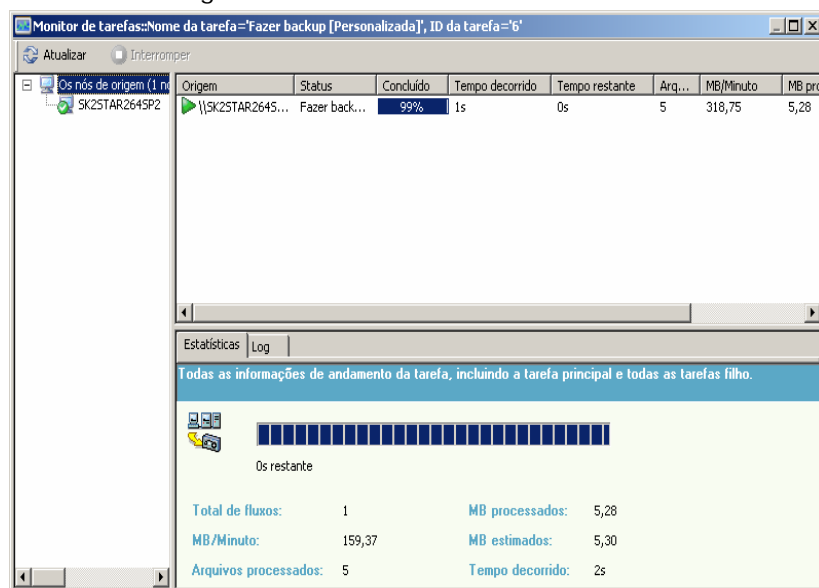 Monitor de tarefas::Nome da tarefa='Fazer backup [Personalizada]', ID da tarefa='6'
Atualizar Interromper
Os nós de origem (1 n
SK2STAR264SP2
Origem Status Concluído Tempo decorrido Tempo restante Arq... MB/Minuto MB pro
\\SK2STAR264S... Fazer back... 99% 1s 0s 5 318,75 5,28
Estatísticas Log
Todas as informações de andamento da tarefa, incluindo a tarefa principal e todas as tarefas filho.
0s restante
Total de fluxos: 1 MB processados: 5,28
MB/Minuto: 159,37 MB estimados: 5,30
Arquivos processados: 5 Tempo decorrido: 2s